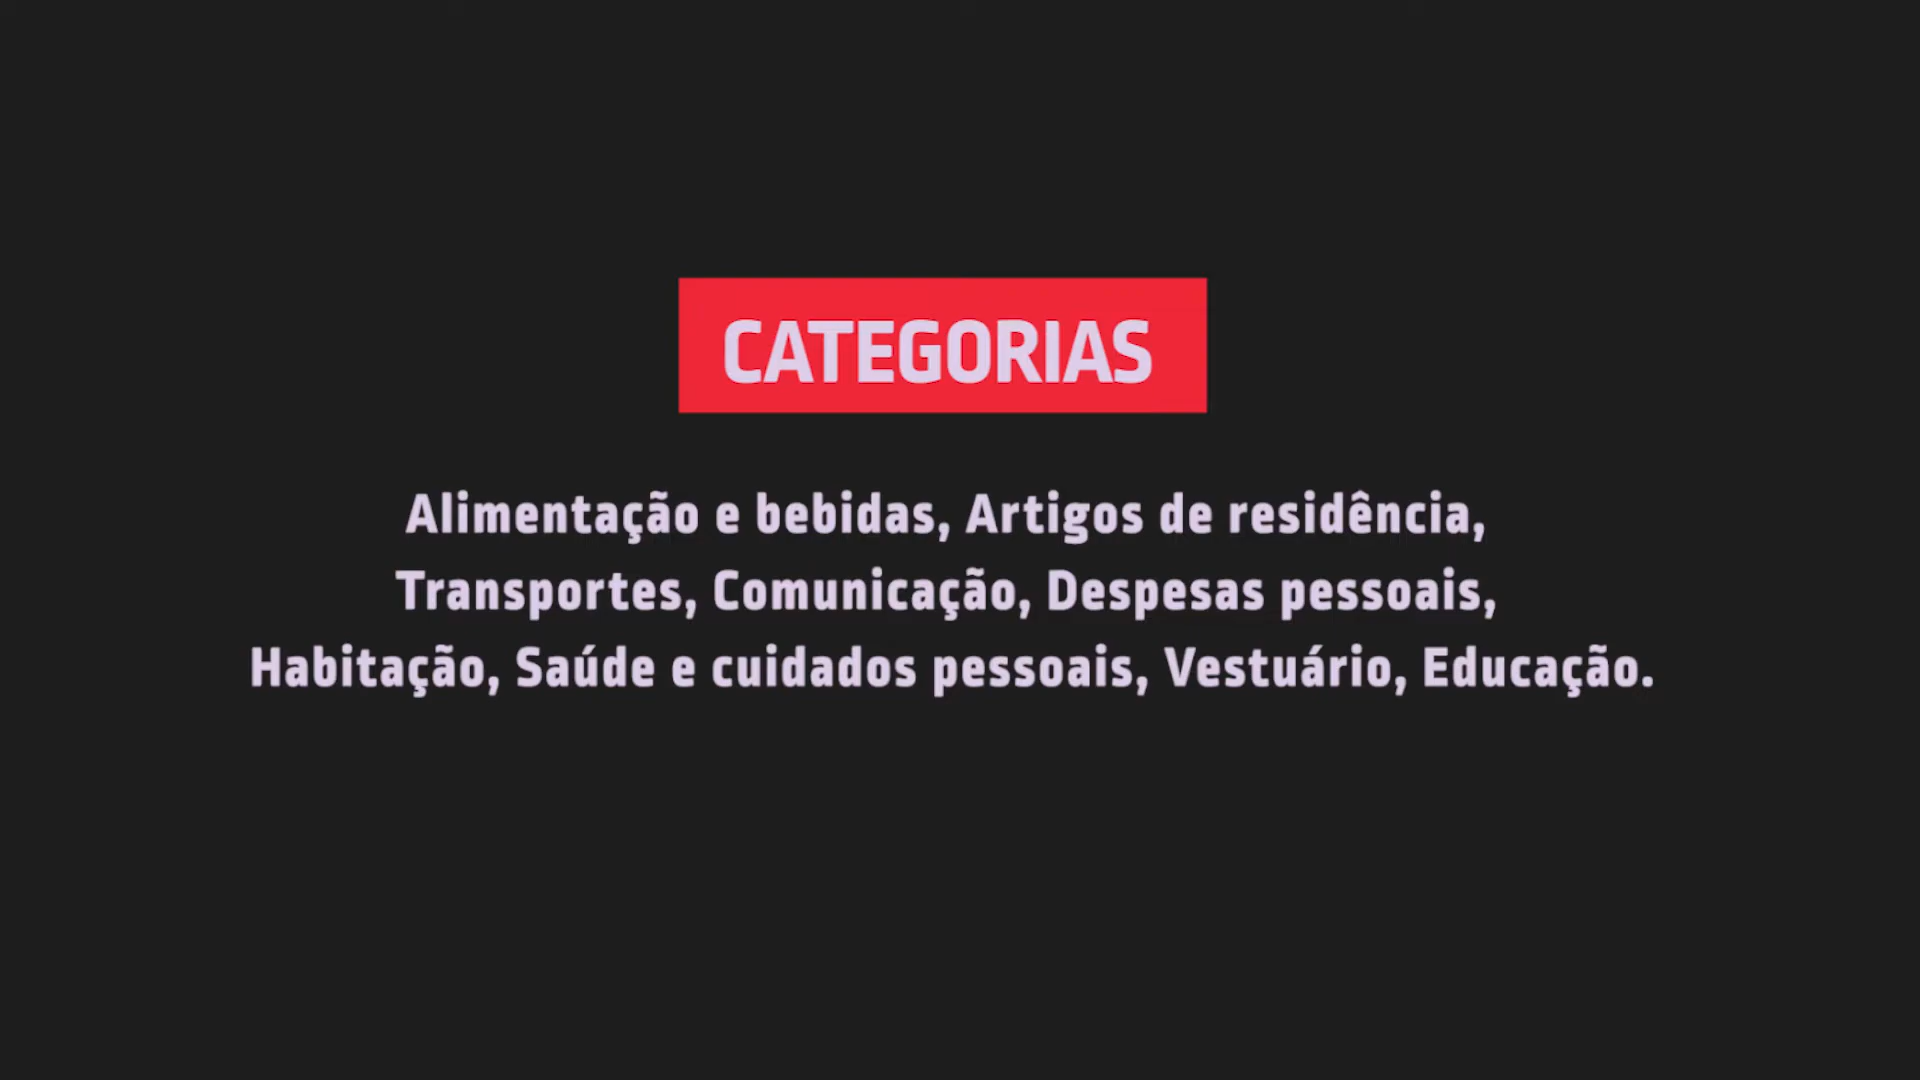 CATEGORIAS
Alimentação e bebidas, Artigos de residência,
Transportes, Comunicação, Despesas pessoais,
Habitação, Saúde e cuidados pessoais, Vestuário, Educação.